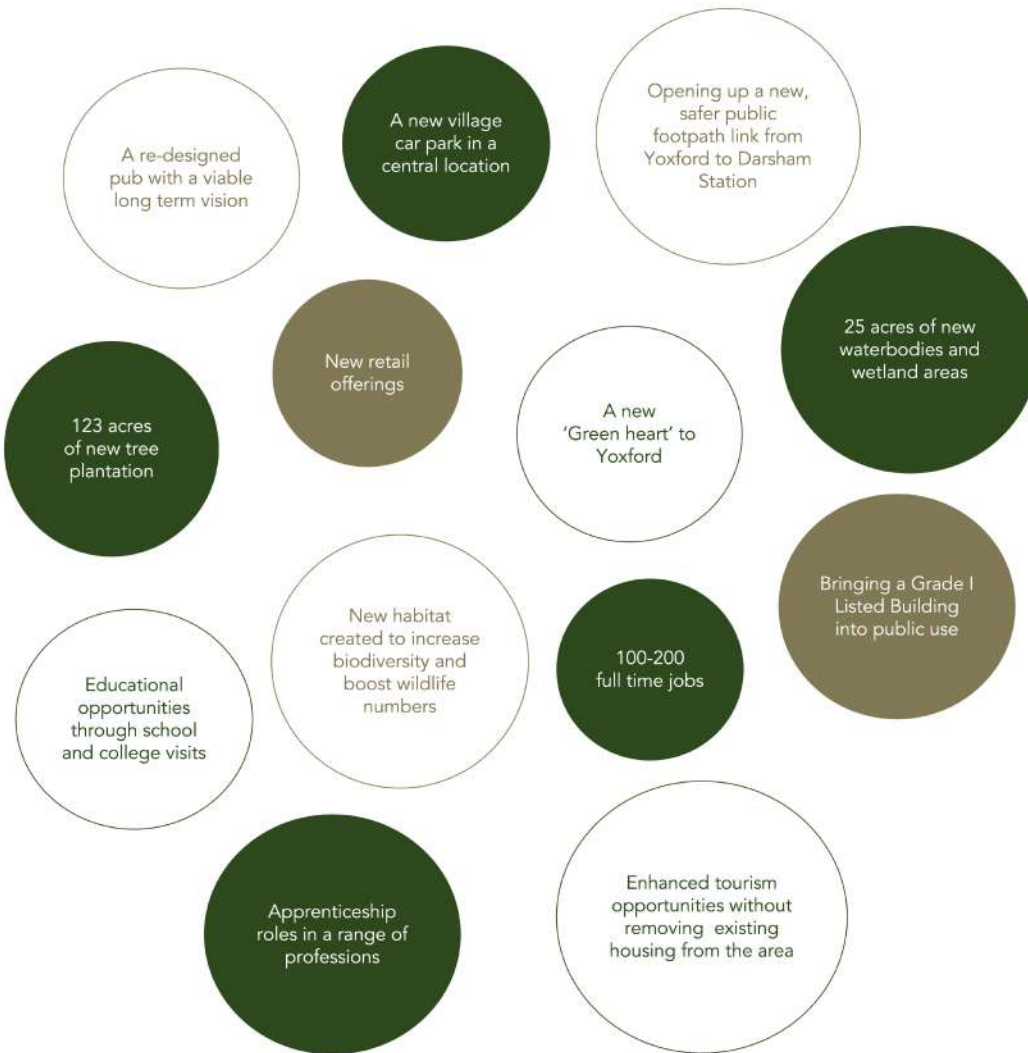 A re-designed
pub with a viable
long term vision
A new village
car park in a
central location
Opening up a new,
safer public
footpath link from
Yoxford to Darsham
Station
123 acres
of new tree
plantation
New retail
offerings
A new
‘Green heart’ to
Yoxford
25 acres of new
waterbodies and
wetland areas
Educational
opportunities
through school
and college visits
New habitat
created to increase
biodiversity and
boost wildlife
numbers
100-200
full time jobs
Bringing a Grade I
Listed Building
into public use
Apprenticeship
roles in a range of
professions
Enhanced tourism
opportunities without
removing existing
housing from the area